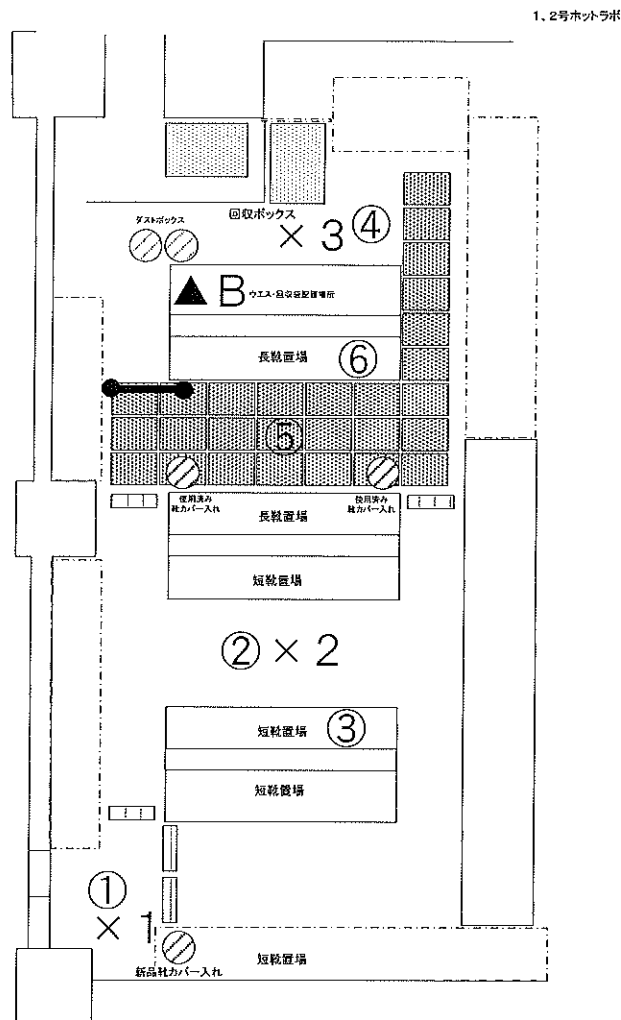 1、2号ホットラボ
ダストボックス
回収ボックス
× 3 ④
▲ B ウエス・回収袋配置場所
長靴置場 ⑥
⑤
使用済み
靴カバー入れ
使用済み
靴カバー入れ
長靴置場
短靴置場
② × 2
短靴置場 ③
短靴置場
①
× 1
新品靴カバー入れ
短靴置場